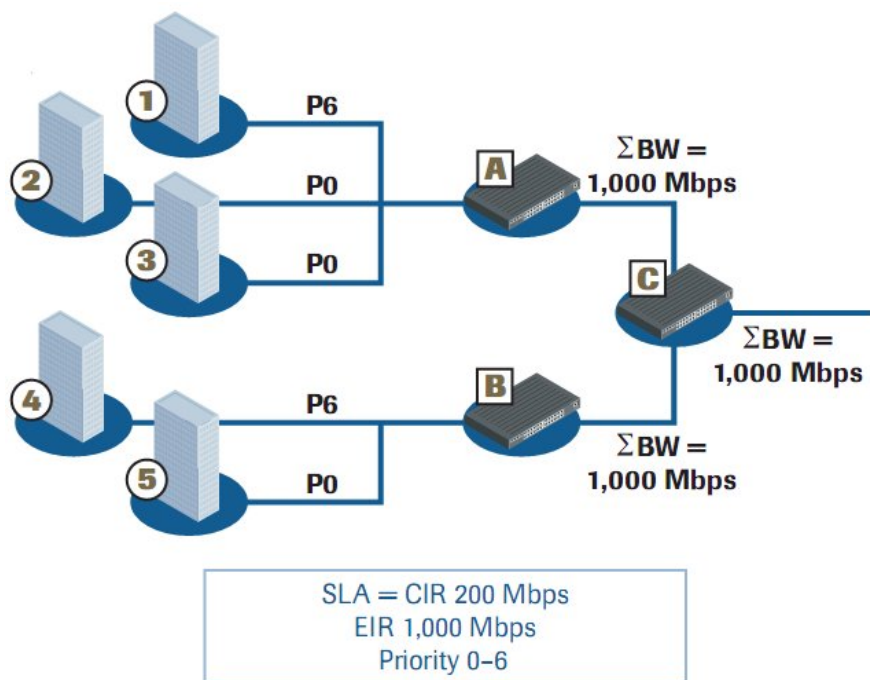 1
P6
2
P0
3
P0
A
ΣBW =
1,000 Mbps
C
ΣBW =
1,000 Mbps
4
P6
5
P0
B
ΣBW =
1,000 Mbps
SLA = CIR 200 Mbps
EIR 1,000 Mbps
Priority 0–6